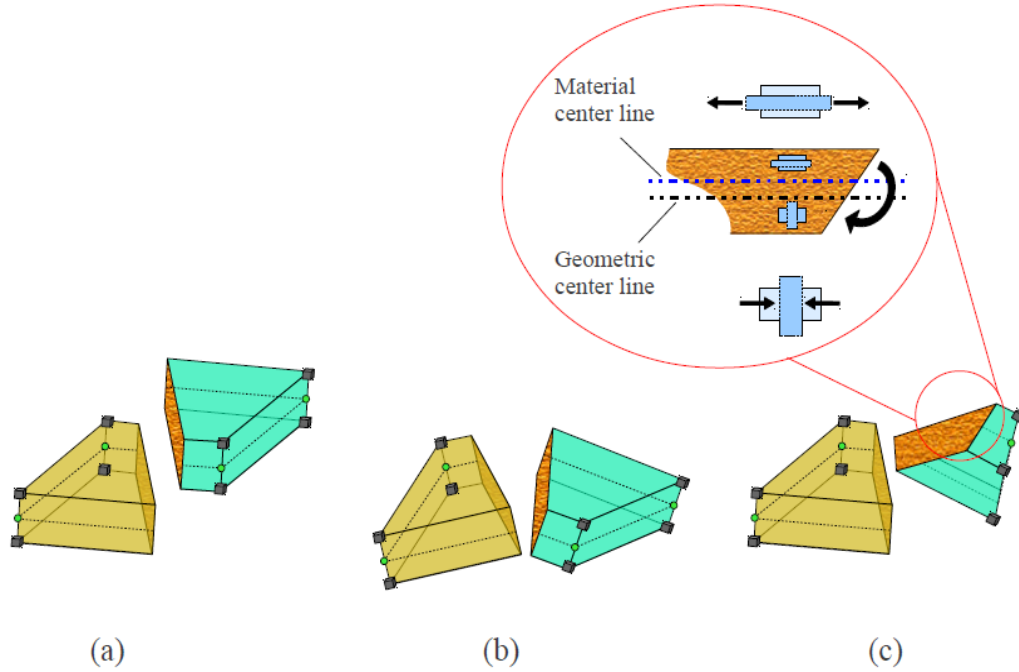 Material
center line
Geometric
center line
(a)
(b)
(c)